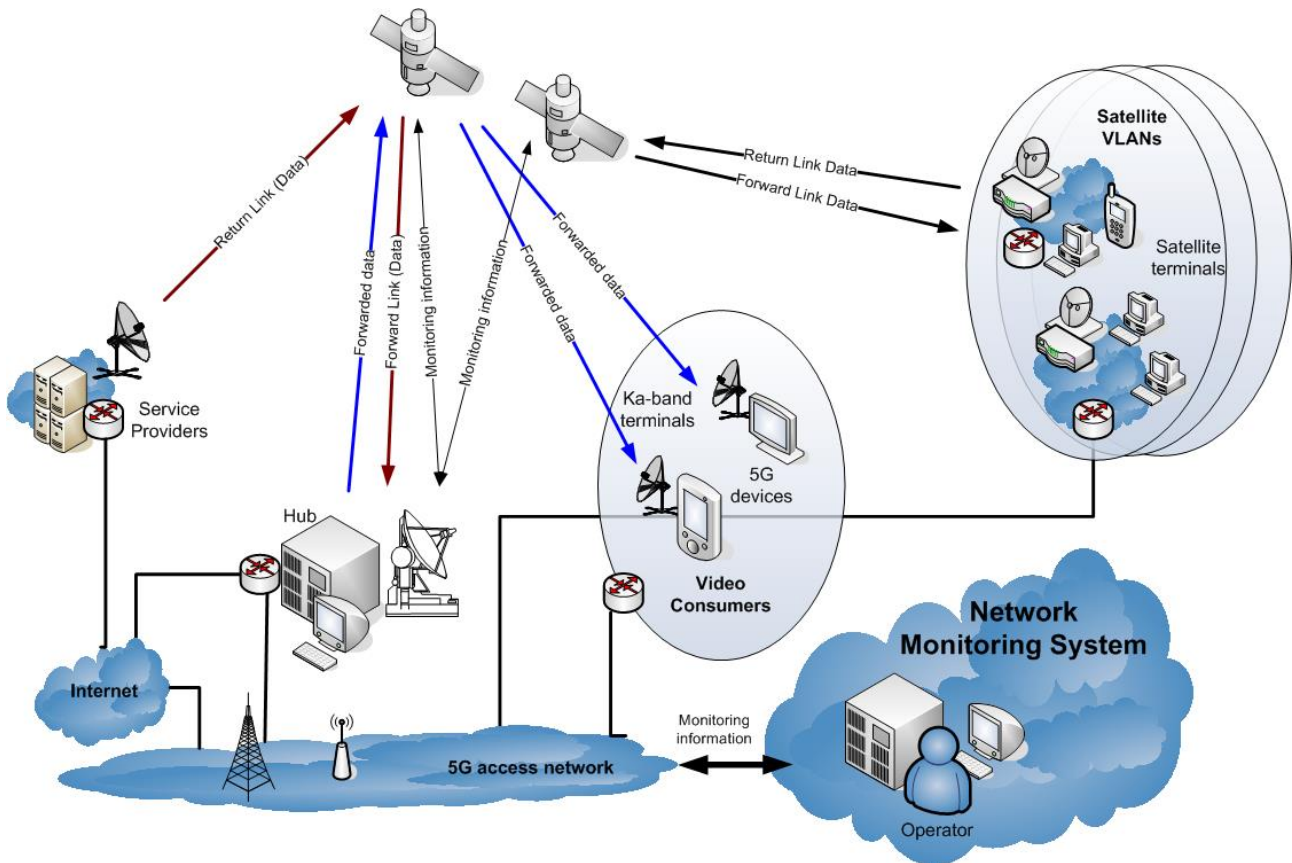 Satellite
VLANs
Return Link Data
Forward Link Data
Satellite
terminals
Return Link (Data)
Forwarded data
Forward Link (Data)
Monitoring information
Monitoring information
Forwarded data
Forwarded data
Service
Providers
Ka-band
terminals
5G
devices
Hub
Video
Consumers
Network
Monitoring System
Internet
Monitoring
information
5G access network
Operator